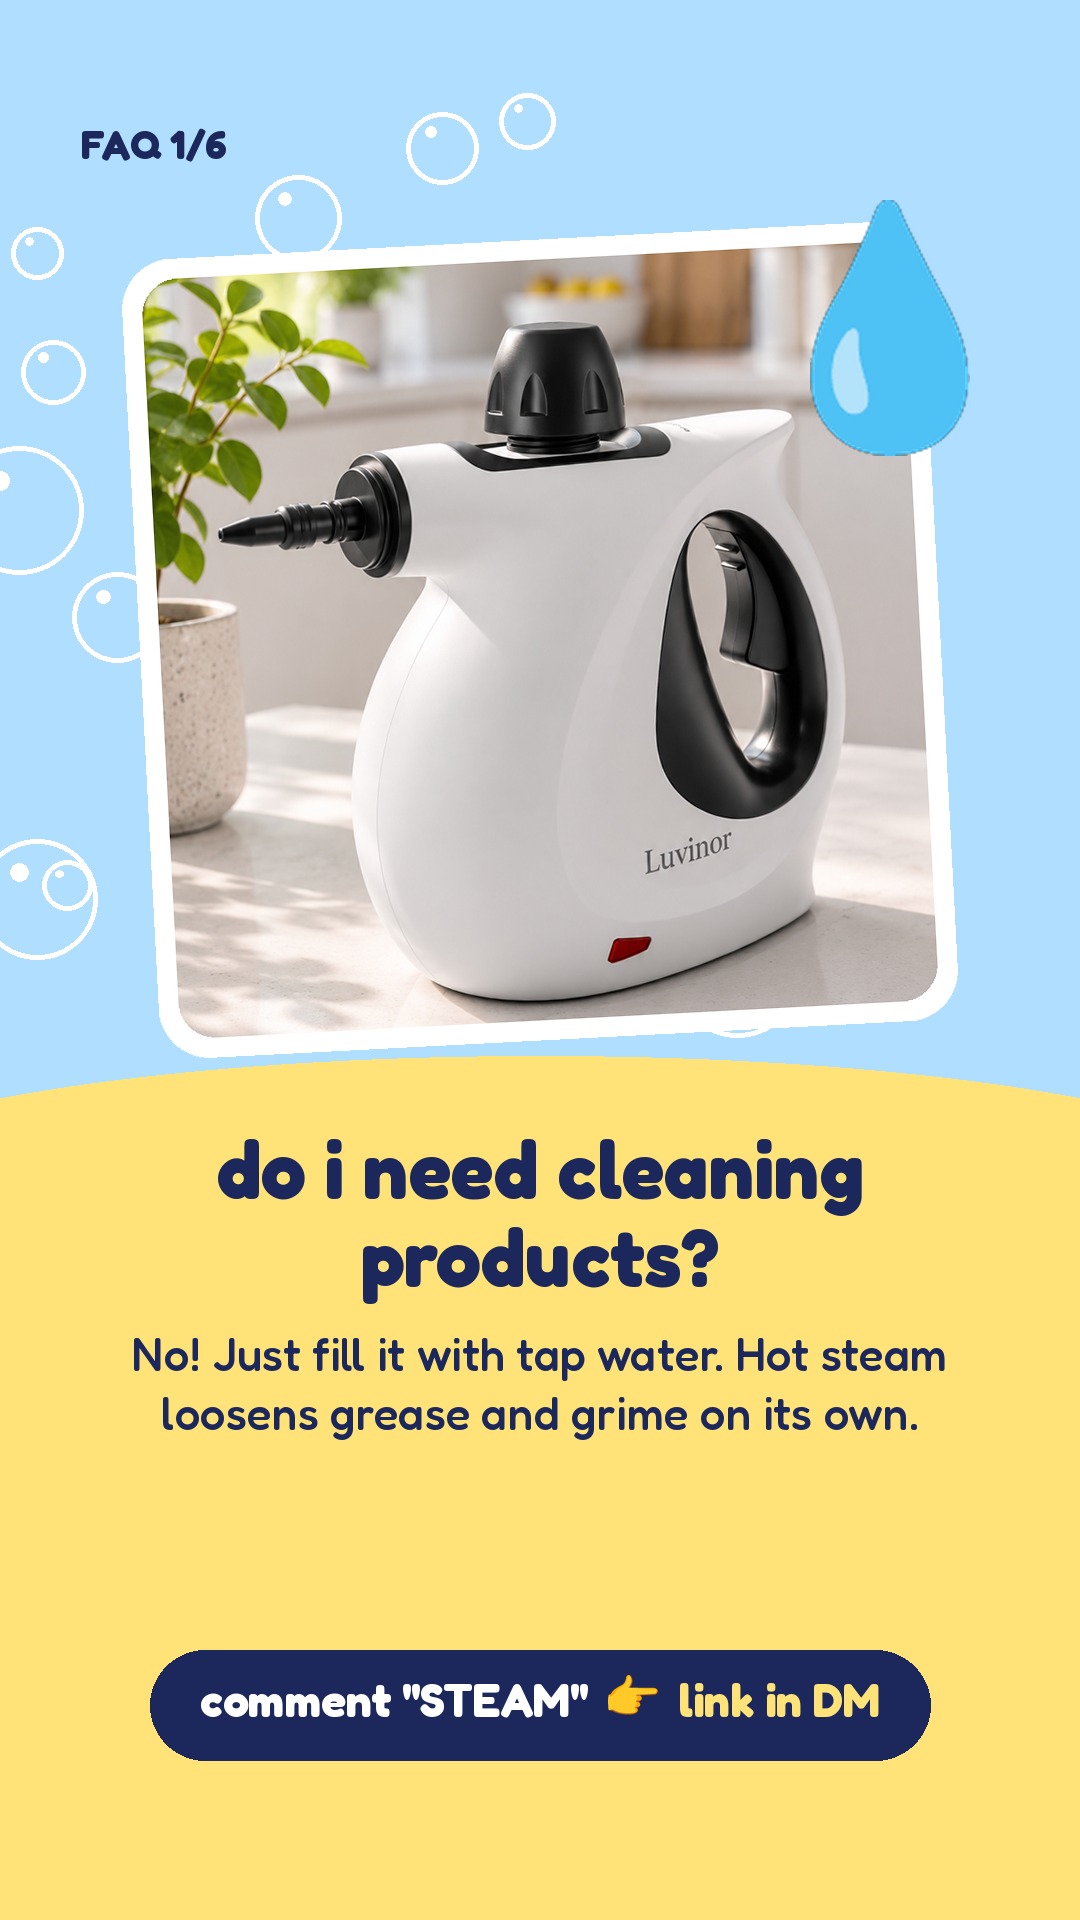 FAQ 1/6
Luvinor
do i need cleaning
products?
No! Just fill it with tap water. Hot steam
loosens grease and grime on its own.
comment "STEAM" 👉 link in DM